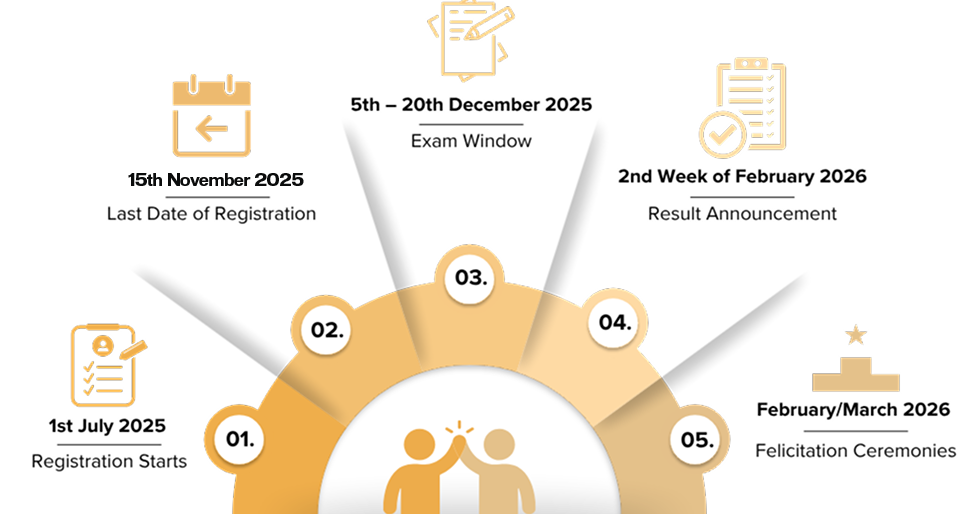 01.
1st July 2025
Registration Starts
02.
15th November 2025
Last Date of Registration
03.
5th – 20th December 2025
Exam Window
04.
2nd Week of February 2026
Result Announcement
05.
February/March 2026
Felicitation Ceremonies